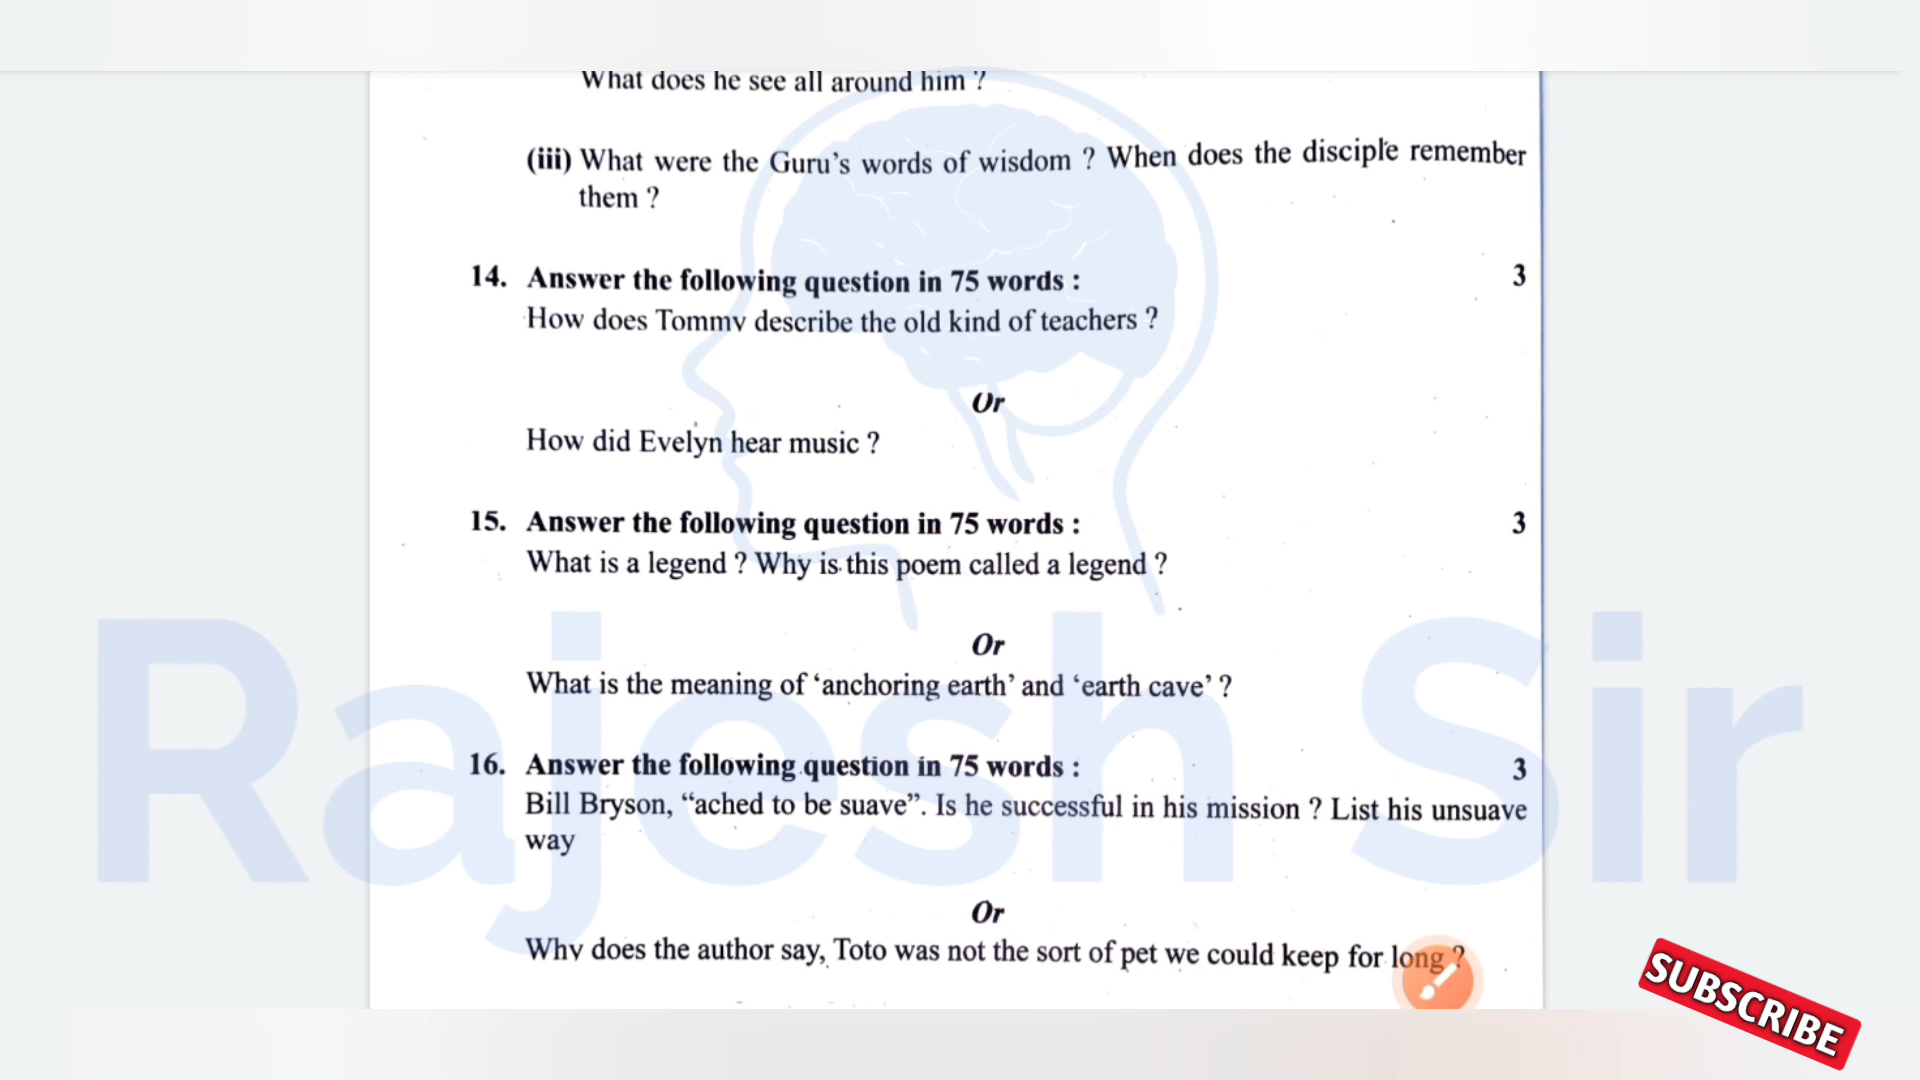 What does he see all around him ?
(iii) What were the Guru's words of wisdom ? When does the disciple remember
them ?
14. Answer the following question in 75 words : 3
How does Tommy describe the old kind of teachers ?
Or
How did Evelyn hear music ?
15. Answer the following question in 75 words : 3
What is a legend ? Why is this poem called a legend ?
Or
What is the meaning of ‘anchoring earth’ and ‘earth cave’ ?
16. Answer the following question in 75 words : 3
Bill Bryson, “ached to be suave”. Is he successful in his mission ? List his unsuave
way
Or
Why does the author say, Toto was not the sort of pet we could keep for long ?
Rajesh Sir
SUBSCRIBE